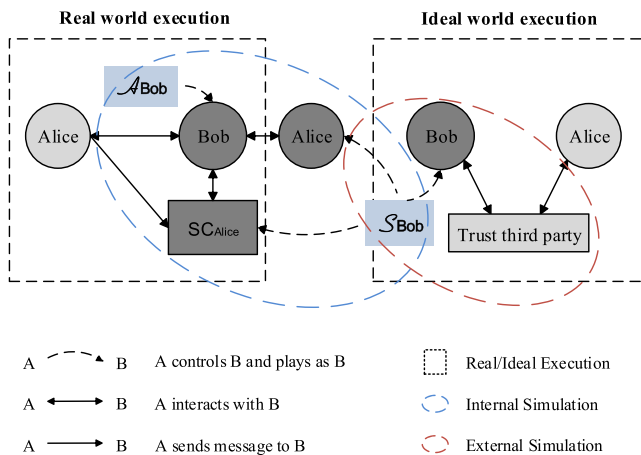 Real world execution
Ideal world execution
𝒜Bob
Alice
Bob
Alice
Bob
Alice
SCAlice
𝒮Bob
Trust third party
A B A controls B and plays as B
Real/Ideal Execution
A B A interacts with B
Internal Simulation
A B A sends message to B
External Simulation